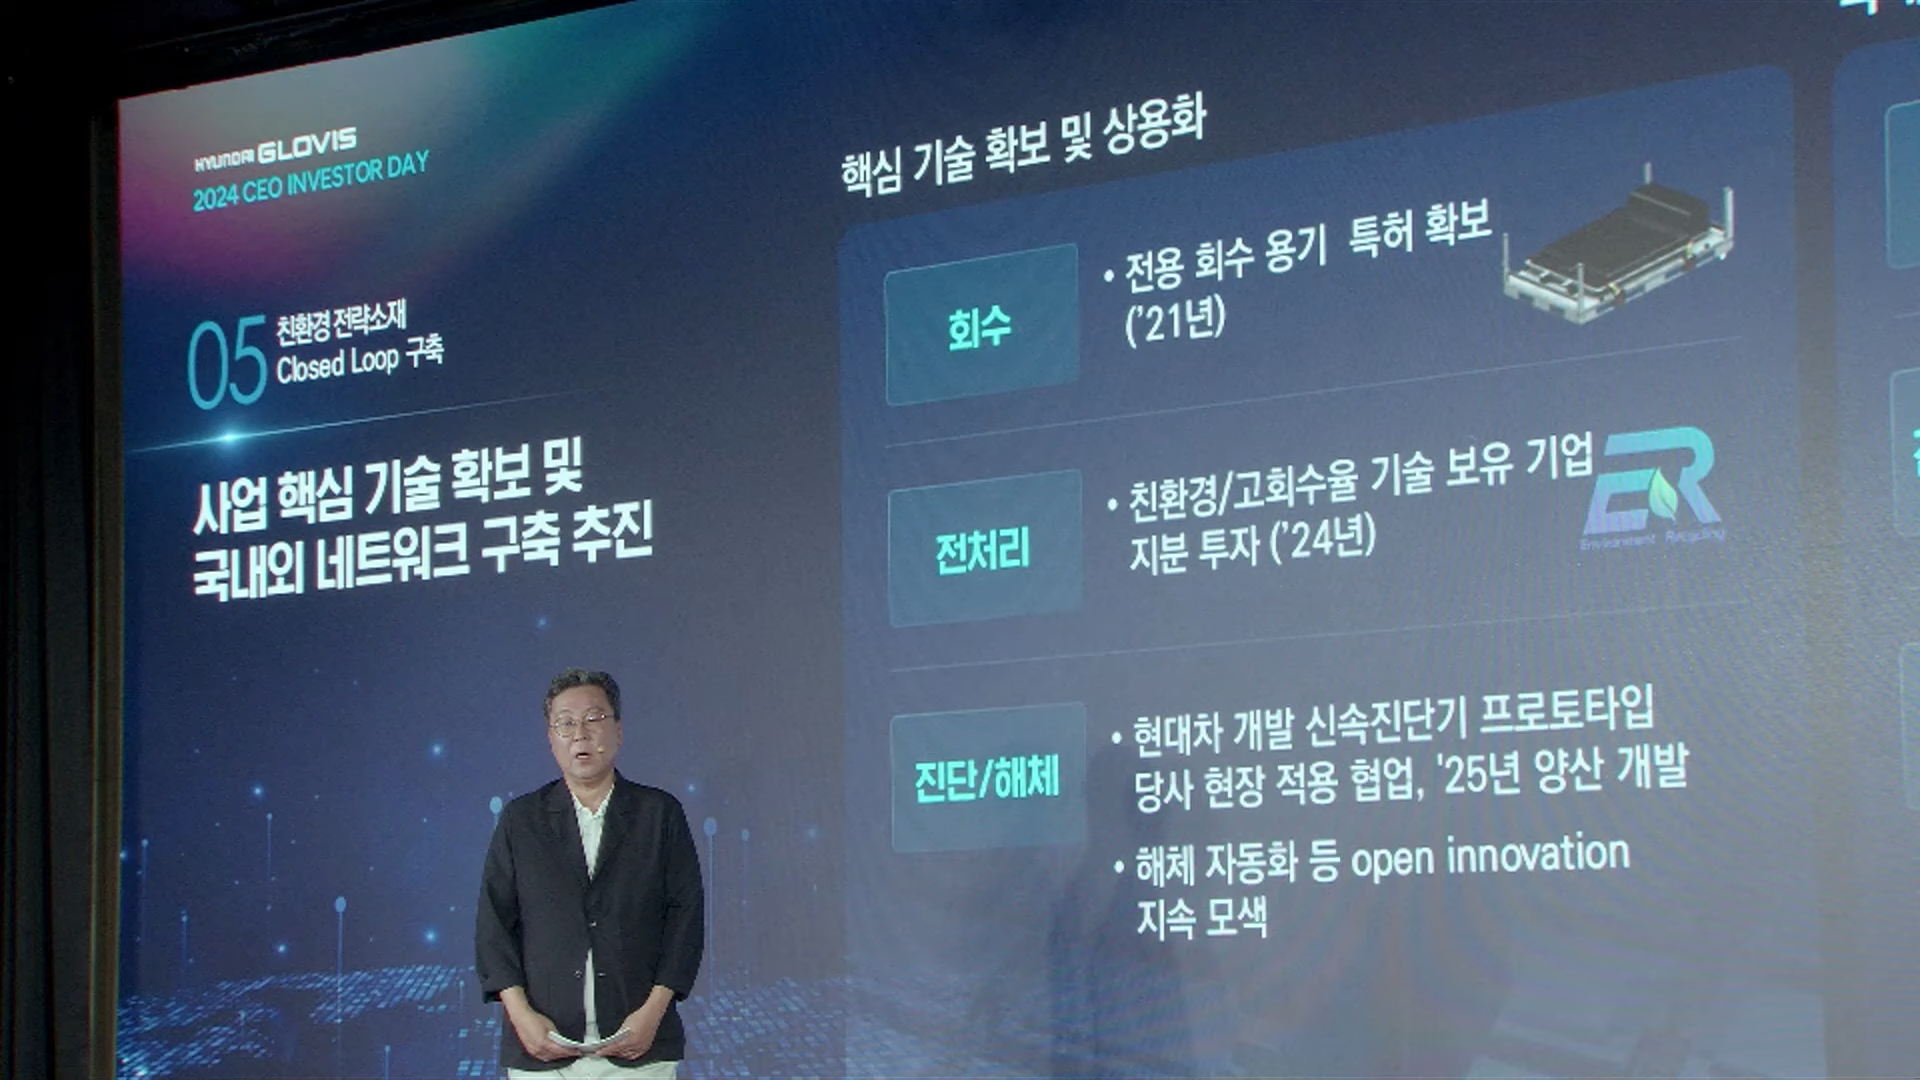 HYUNDAI GLOVIS
2024 CEO INVESTOR DAY
05
친환경 전략소재
Closed Loop 구축
사업 핵심 기술 확보 및
국내외 네트워크 구축 추진
핵심 기술 확보 및 상용화
회수
• 전용 회수 용기 특허 확보
('21년)
전처리
• 친환경/고회수율 기술 보유 기업
지분 투자 ('24년)
ER
Environment Recycling
진단/해체
• 현대차 개발 신속진단기 프로토타입
당사 현장 적용 협업, '25년 양산 개발
• 해체 자동화 등 open innovation
지속 모색